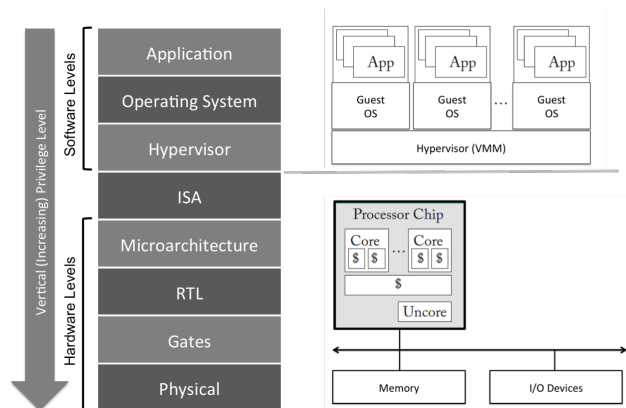 Vertical (Increasing) Privilege Level
Software Levels
Hardware Levels
Application
Operating System
Hypervisor
ISA
Microarchitecture
RTL
Gates
Physical
App
App
App
Guest
OS
Guest
OS
...
Guest
OS
Hypervisor (VMM)
Processor Chip
Core
$ $
...
Core
$ $
$
Uncore
Memory
I/O Devices